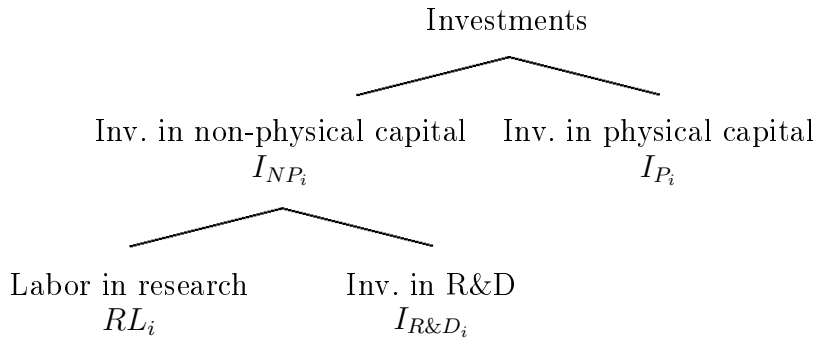 Investments
Inv. in non-physical capital Inv. in physical capital
$I_{NP_i}$ $I_{P_i}$
Labor in research Inv. in R&D
$RL_i$ $I_{R\&D_i}$